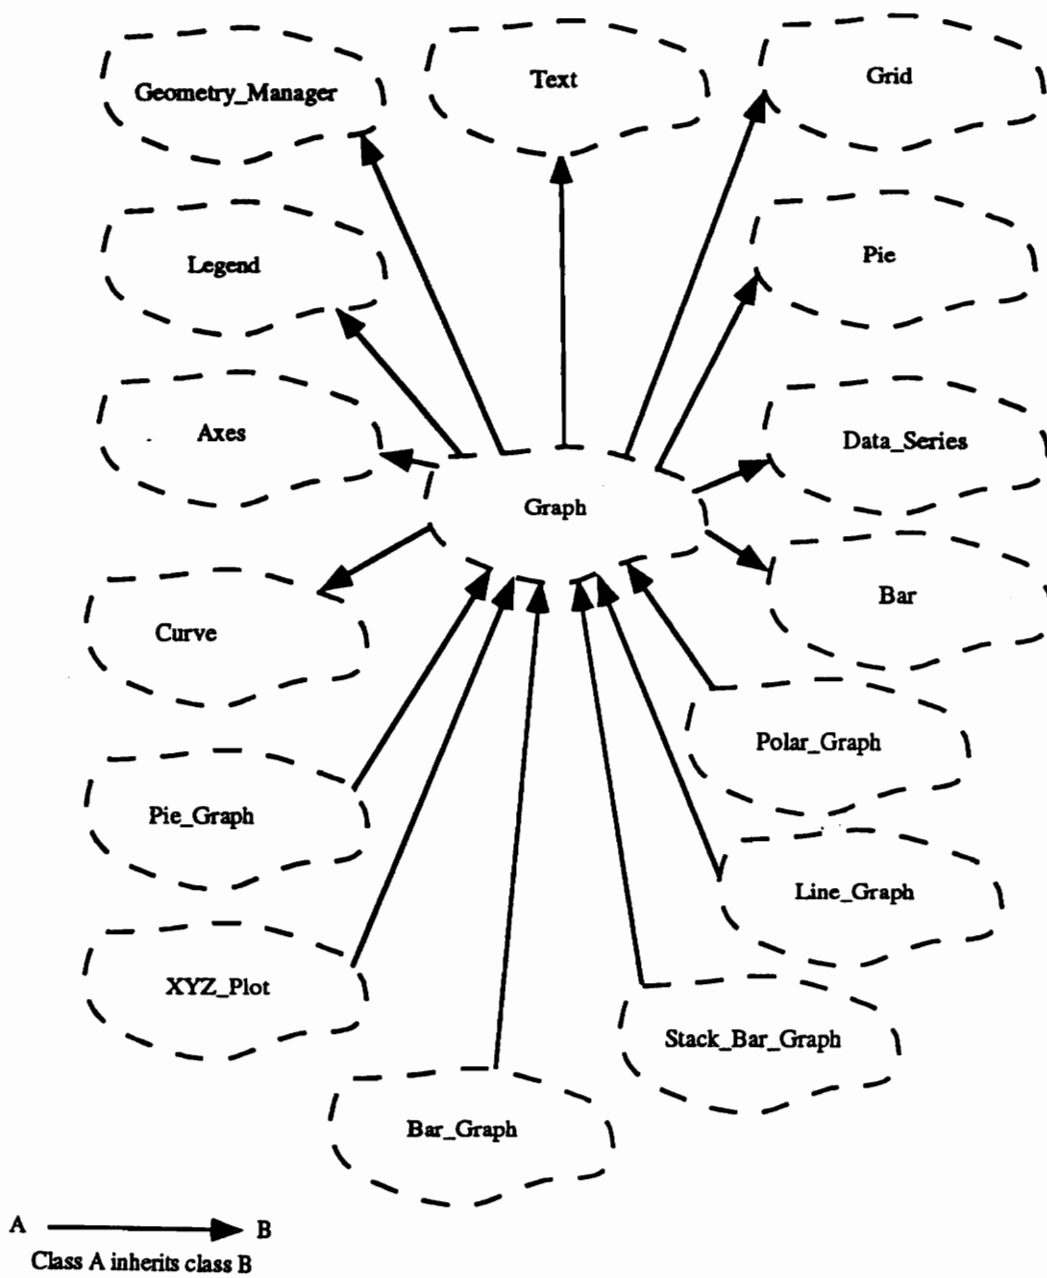 Geometry_Manager
Text
Grid
Legend
Pie
Axes
Data_Series
Graph
Curve
Bar
Pie_Graph
Polar_Graph
Line_Graph
XYZ_Plot
Stack_Bar_Graph
Bar_Graph
A
B
Class A inherits class B